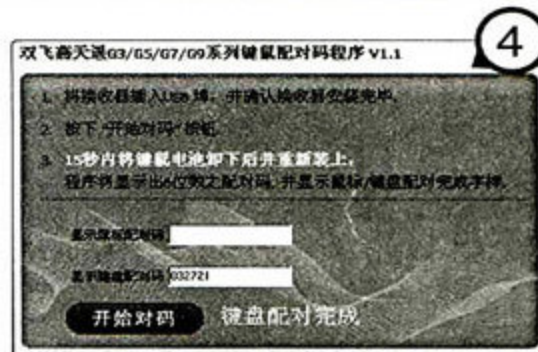 4
双飞燕天遥G3/G5/G7/G9系列键鼠配对码程序 V1.1
1. 将接收器插入USB 埠，并确认接收器安装完毕.
2. 按下"开始对码"按钮.
3. 15秒内将键鼠电池卸下后并重新装上.
程序将显示出6位数之配对码, 并显示鼠标/键盘配对完成字样.
显示鼠标配对码
显示键盘配对码 032721
开始对码 键盘配对完成